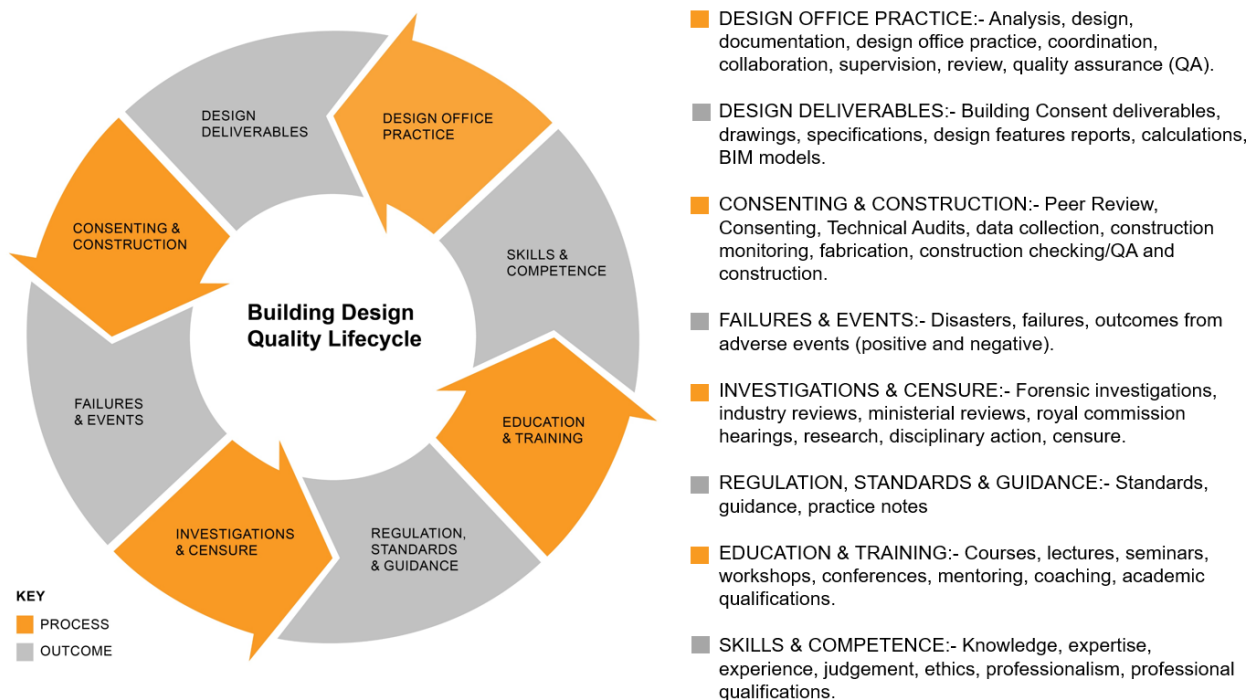 DESIGN
DELIVERABLES
DESIGN OFFICE
PRACTICE
CONSENTING &
CONSTRUCTION
SKILLS &
COMPETENCE
Building Design
Quality Lifecycle
FAILURES
& EVENTS
EDUCATION
& TRAINING
INVESTIGATIONS
& CENSURE
REGULATION,
STANDARDS
& GUIDANCE
KEY
PROCESS
OUTCOME
DESIGN OFFICE PRACTICE:- Analysis, design,
documentation, design office practice, coordination,
collaboration, supervision, review, quality assurance (QA).
DESIGN DELIVERABLES:- Building Consent deliverables,
drawings, specifications, design features reports, calculations,
BIM models.
CONSENTING & CONSTRUCTION:- Peer Review,
Consenting, Technical Audits, data collection, construction
monitoring, fabrication, construction checking/QA and
construction.
FAILURES & EVENTS:- Disasters, failures, outcomes from
adverse events (positive and negative).
INVESTIGATIONS & CENSURE:- Forensic investigations,
industry reviews, ministerial reviews, royal commission
hearings, research, disciplinary action, censure.
REGULATION, STANDARDS & GUIDANCE:- Standards,
guidance, practice notes
EDUCATION & TRAINING:- Courses, lectures, seminars,
workshops, conferences, mentoring, coaching, academic
qualifications.
SKILLS & COMPETENCE:- Knowledge, expertise,
experience, judgement, ethics, professionalism, professional
qualifications.